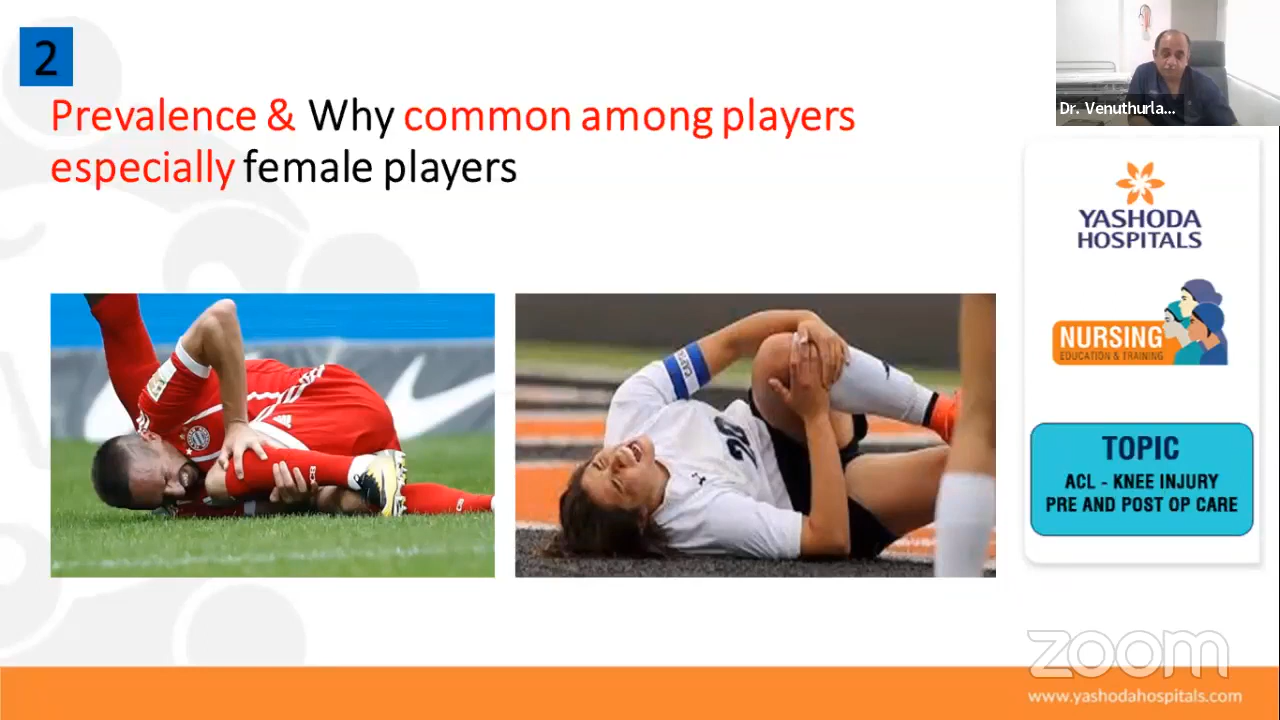 2
Prevalence & Why common among players
especially female players
Dr. Venuthurla...
YASHODA
HOSPITALS
NURSING
EDUCATION & TRAINING
TOPIC
ACL - KNEE INJURY
PRE AND POST OP CARE
zoom
www.yashodahospitals.com